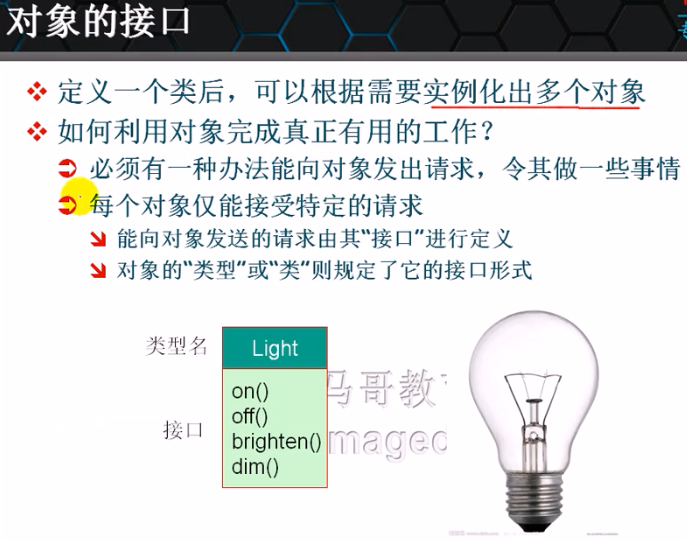 对象的接口
定义一个类后，可以根据需要实例化出多个对象
如何利用对象完成真正有用的工作？
必须有一种办法能向对象发出请求，令其做一些事情
每个对象仅能接受特定的请求
能向对象发送的请求由其“接口”进行定义
对象的“类型”或“类”则规定了它的接口形式
类型名
Light
接口
on()
off()
brighten()
dim()
马哥教
mage